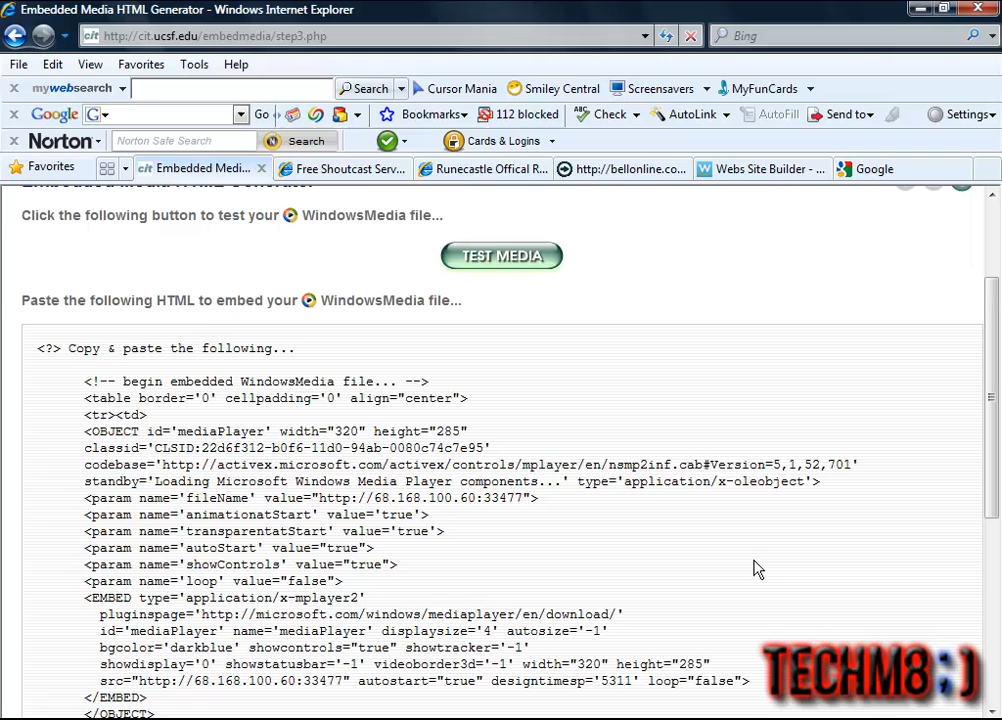 Embedded Media HTML Generator - Windows Internet Explorer
cit http://cit.ucsf.edu/embedmedia/step3.php Bing
File Edit View Favorites Tools Help
x mywebsearch Search Cursor Mania Smiley Central Screensavers MyFunCards
x Google G Go Bookmarks 112 blocked Check AutoLink AutoFill Send to Settings
x Norton Norton Safe Search Search Cards & Logins
Favorites cit Embedded Medi... x Free Shoutcast Serv... Runecastle Offical R... http://bellonline.co... W Webs Site Builder - ... Google
Embedded Media HTML Generator
Click the following button to test your WindowsMedia file...
TEST MEDIA
Paste the following HTML to embed your WindowsMedia file...
<?> Copy & paste the following...
<!-- begin embedded WindowsMedia file... -->
<table border='0' cellpadding='0' align="center">
<tr><td>
<OBJECT id='mediaPlayer' width="320" height="285"
classid='CLSID:22d6f312-b0f6-11d0-94ab-0080c74c7e95'
codebase='http://activex.microsoft.com/activex/controls/mplayer/en/nsmp2inf.cab#Version=5,1,52,701'
standby='Loading Microsoft Windows Media Player components...' type='application/x-oleobject'>
<param name='fileName' value="http://68.168.100.60:33477">
<param name='animationatStart' value='true'>
<param name='transparentatStart' value='true'>
<param name='autoStart' value="true">
<param name='showControls' value="true">
<param name='loop' value="false">
<EMBED type='application/x-mplayer2'
pluginspage='http://microsoft.com/windows/mediaplayer/en/download/'
id='mediaPlayer' name='mediaPlayer' displaysize='4' autosize='-1'
bgcolor='darkblue' showcontrols="true" showtracker='-1'
showdisplay='0' showstatusbar='-1' videoborder3d='-1' width="320" height="285"
src="http://68.168.100.60:33477" autostart="true" designtimesp='5311' loop="false">
</EMBED>
</OBJECT>
TECHM8;)